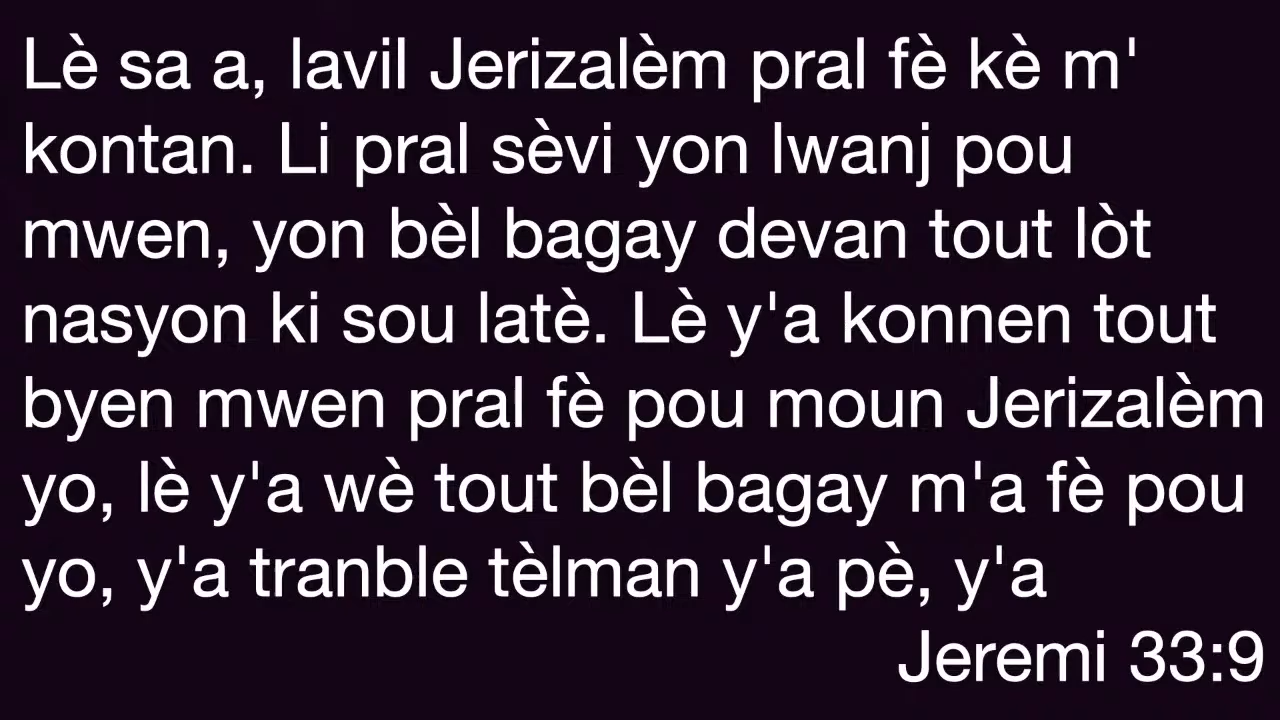 Lè sa a, lavil Jerizalèm pral fè kè m'
kontan. Li pral sèvi yon lwanj pou
mwen, yon bèl bagay devan tout lòt
nasyon ki sou latè. Lè y'a konnen tout
byen mwen pral fè pou moun Jerizalèm
yo, lè y'a wè tout bèl bagay m'a fè pou
yo, y'a tranble tèlman y'a pè, y'a
Jeremi 33:9